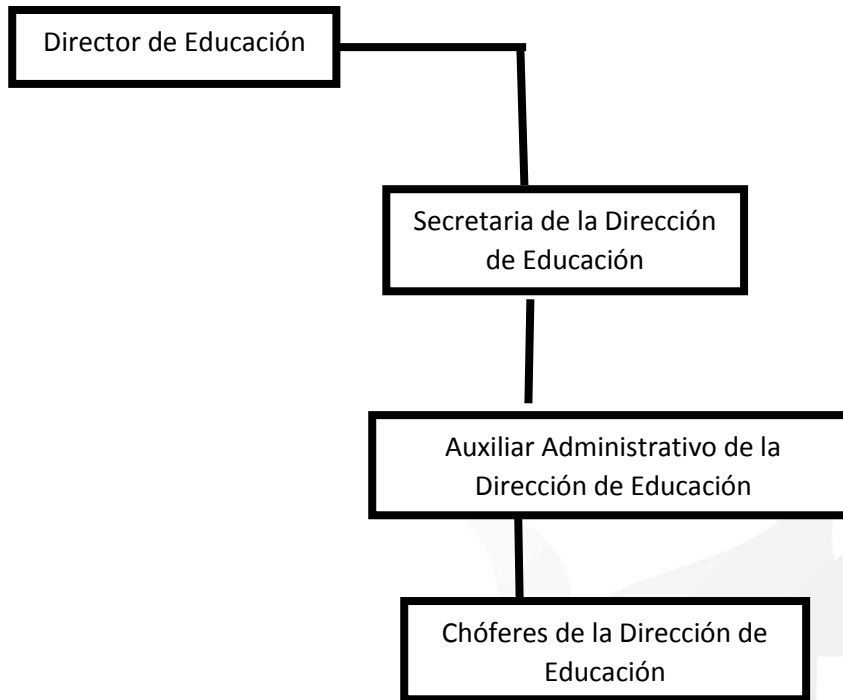 Director de Educación
Secretaria de la Dirección
de Educación
Auxiliar Administrativo de la
Dirección de Educación
Chóferes de la Dirección de
Educación